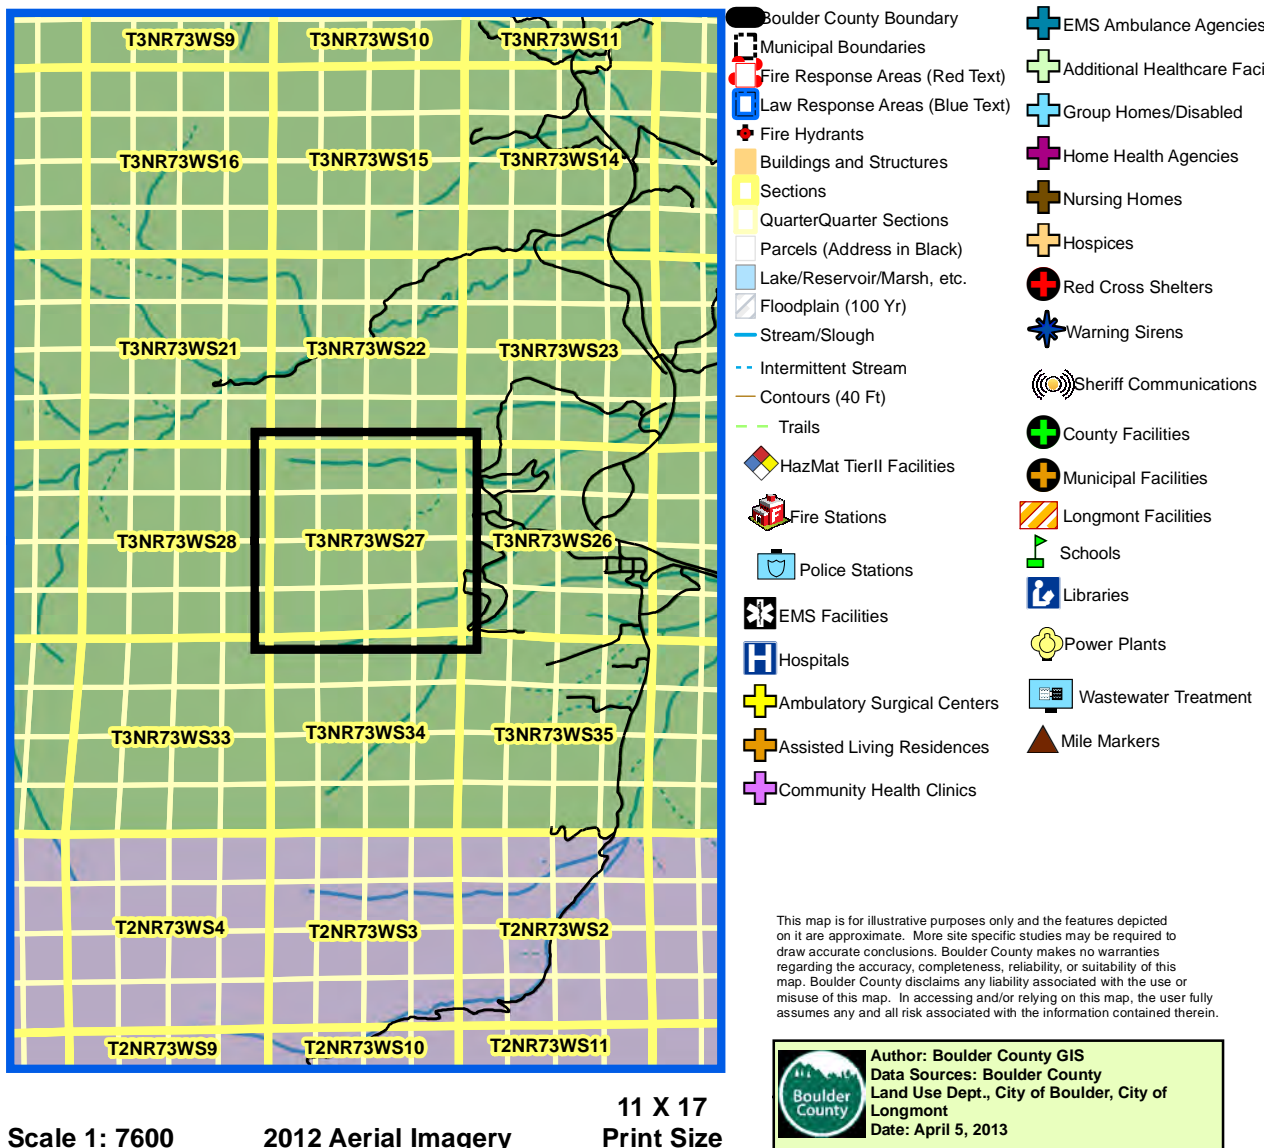 T3NR73WS9
T3NR73WS10
T3NR73WS11
T3NR73WS16
T3NR73WS15
T3NR73WS14
T3NR73WS21
T3NR73WS22
T3NR73WS23
T3NR73WS28
T3NR73WS27
T3NR73WS26
T3NR73WS33
T3NR73WS34
T3NR73WS35
T2NR73WS4
T2NR73WS3
T2NR73WS2
T2NR73WS9
T2NR73WS10
T2NR73WS11
Scale 1: 7600
2012 Aerial Imagery
11 X 17
Print Size
Boulder County Boundary
Municipal Boundaries
Fire Response Areas (Red Text)
Law Response Areas (Blue Text)
Fire Hydrants
Buildings and Structures
Sections
QuarterQuarter Sections
Parcels (Address in Black)
Lake/Reservoir/Marsh, etc.
Floodplain (100 Yr)
Stream/Slough
Intermittent Stream
Contours (40 Ft)
Trails
HazMat TierII Facilities
F
Fire Stations
Police Stations
EMS Facilities
H
Hospitals
Ambulatory Surgical Centers
Assisted Living Residences
Community Health Clinics
EMS Ambulance Agencies
Additional Healthcare Faci
Group Homes/Disabled
Home Health Agencies
Nursing Homes
Hospices
Red Cross Shelters
Warning Sirens
Sheriff Communications
County Facilities
Municipal Facilities
Longmont Facilities
Schools
Libraries
Power Plants
Wastewater Treatment
Mile Markers
This map is for illustrative purposes only and the features depicted
on it are approximate. More site specific studies may be required to
draw accurate conclusions. Boulder County makes no warranties
regarding the accuracy, completeness, reliability, or suitability of this
map. Boulder County disclaims any liability associated with the use or
misuse of this map. In accessing and/or relying on this map, the user fully
assumes any and all risk associated with the information contained therein.
Boulder
County
Author: Boulder County GIS
Data Sources: Boulder County
Land Use Dept., City of Boulder, City of
Longmont
Date: April 5, 2013